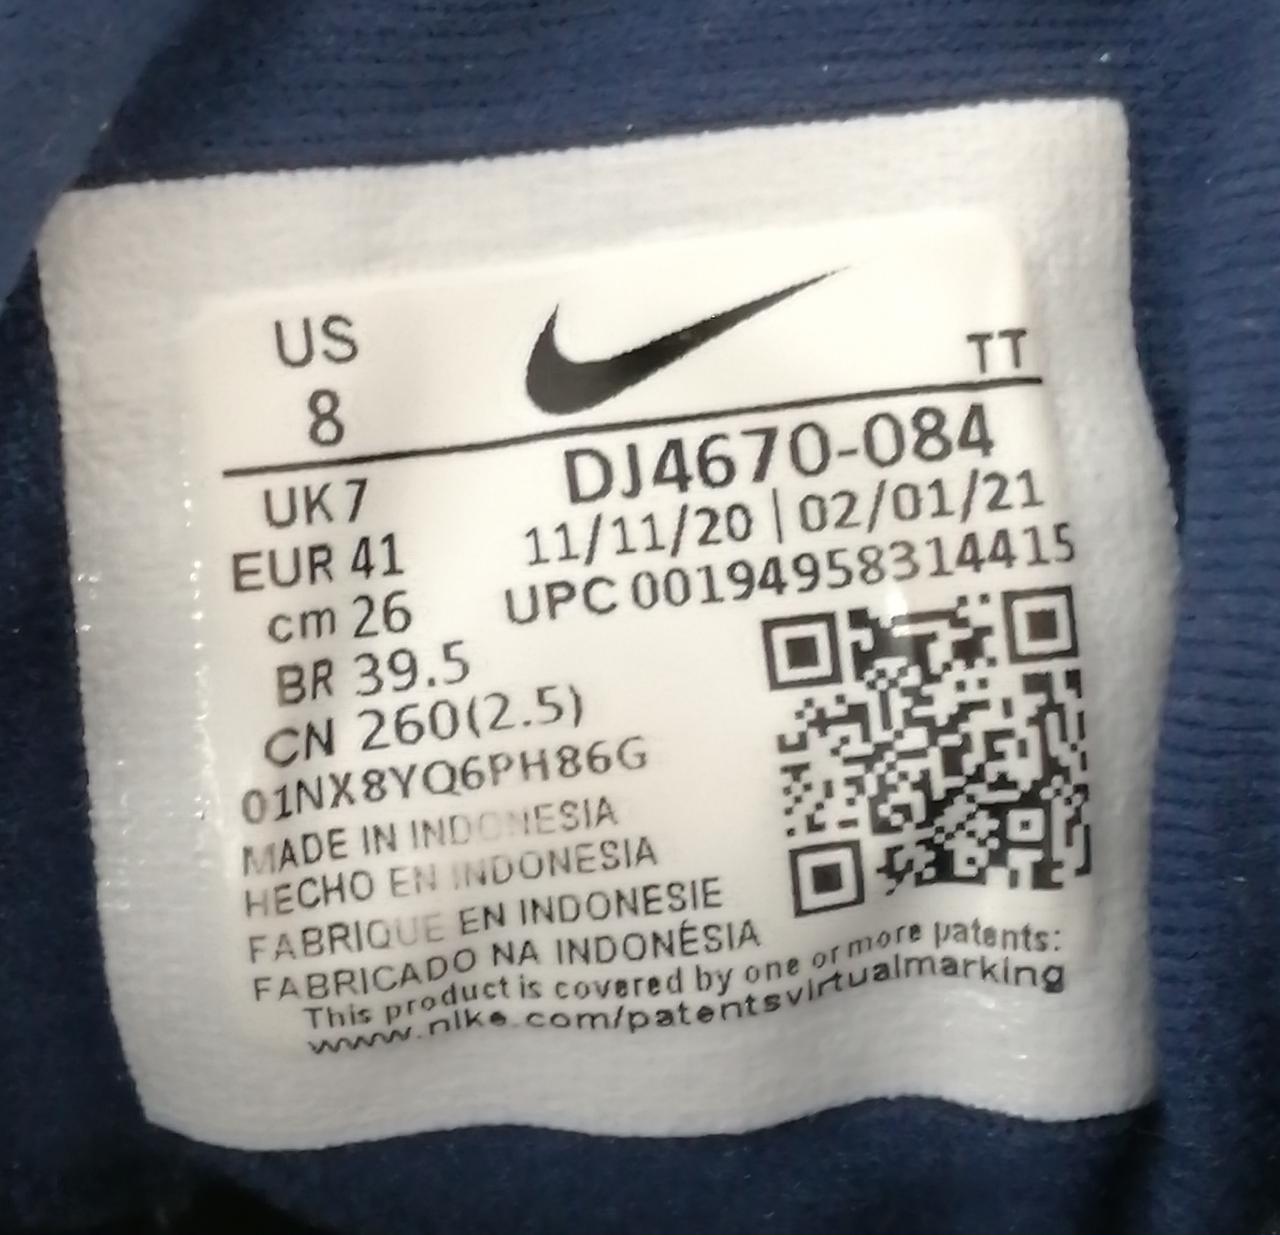 US
8
TT
UK 7
EUR 41
cm 26
BR 39.5
CN 260(2.5)
DJ4670-084
11/11/20 | 02/01/21
UPC 00194958314415
01NX8YQ6PH86G
MADE IN INDONESIA
HECHO EN INDONESIA
FABRIQUE EN INDONESIE
FABRICADO NA INDONÉSIA
This product is covered by one or more patents:
www.nike.com/patentsvirtualmarking